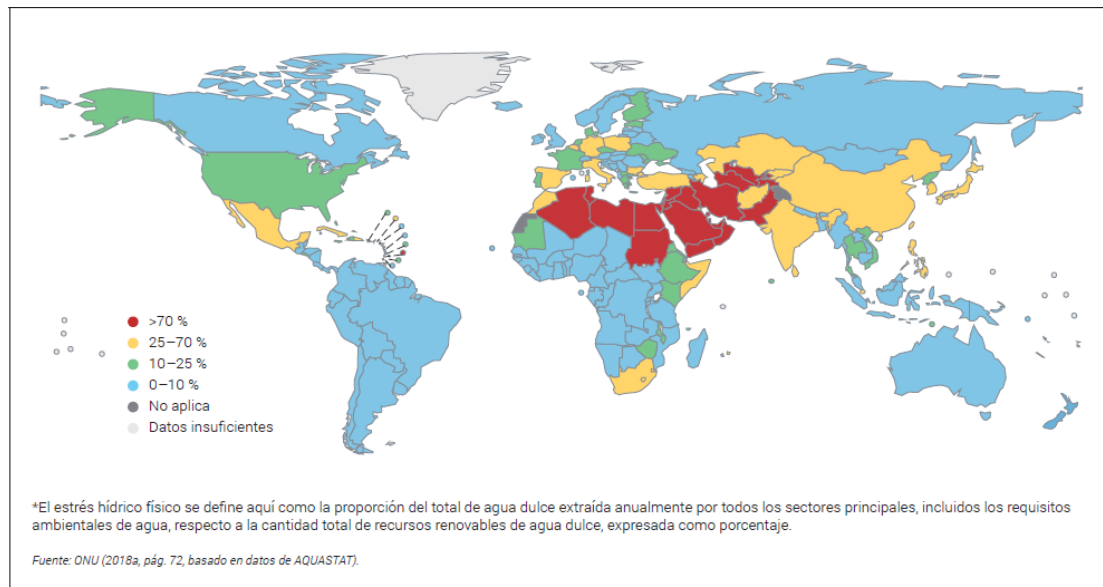 >70 %
25–70 %
10–25 %
0–10 %
No aplica
Datos insuficientes
*El estrés hídrico físico se define aquí como la proporción del total de agua dulce extraída anualmente por todos los sectores principales, incluidos los requisitos
ambientales de agua, respecto a la cantidad total de recursos renovables de agua dulce, expresada como porcentaje.
Fuente: ONU (2018a, pág. 72, basado en datos de AQUASTAT).